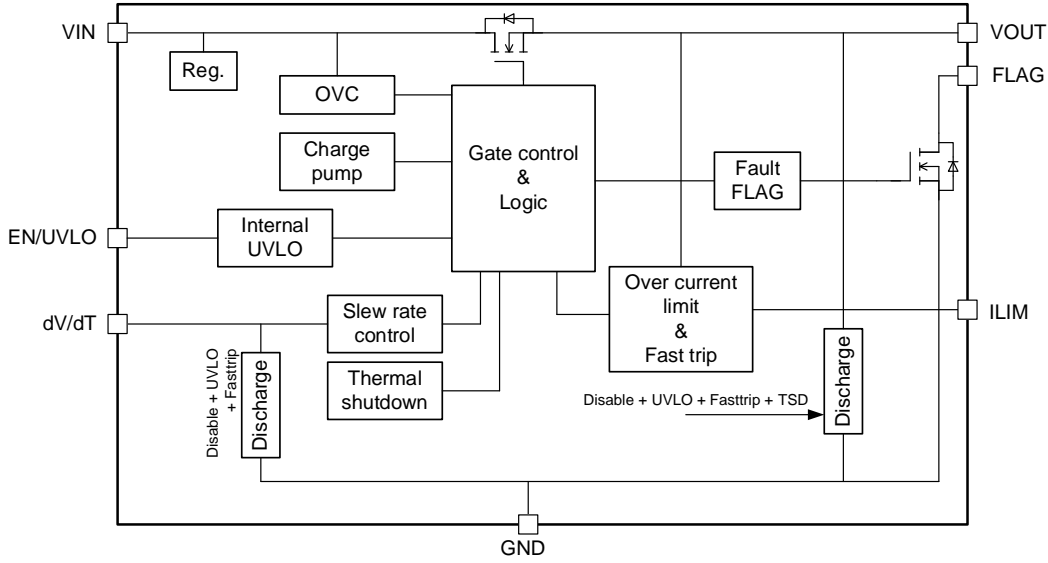 VIN
VOUT
Reg.
OVC
FLAG
Charge
pump
Gate control
&
Logic
Fault
FLAG
EN/UVLO
Internal
UVLO
dV/dT
Slew rate
control
Over current
limit
&
Fast trip
ILIM
Disable + UVLO
+ Fasttrip
Discharge
Thermal
shutdown
Disable + UVLO + Fasttrip + TSD
Discharge
GND